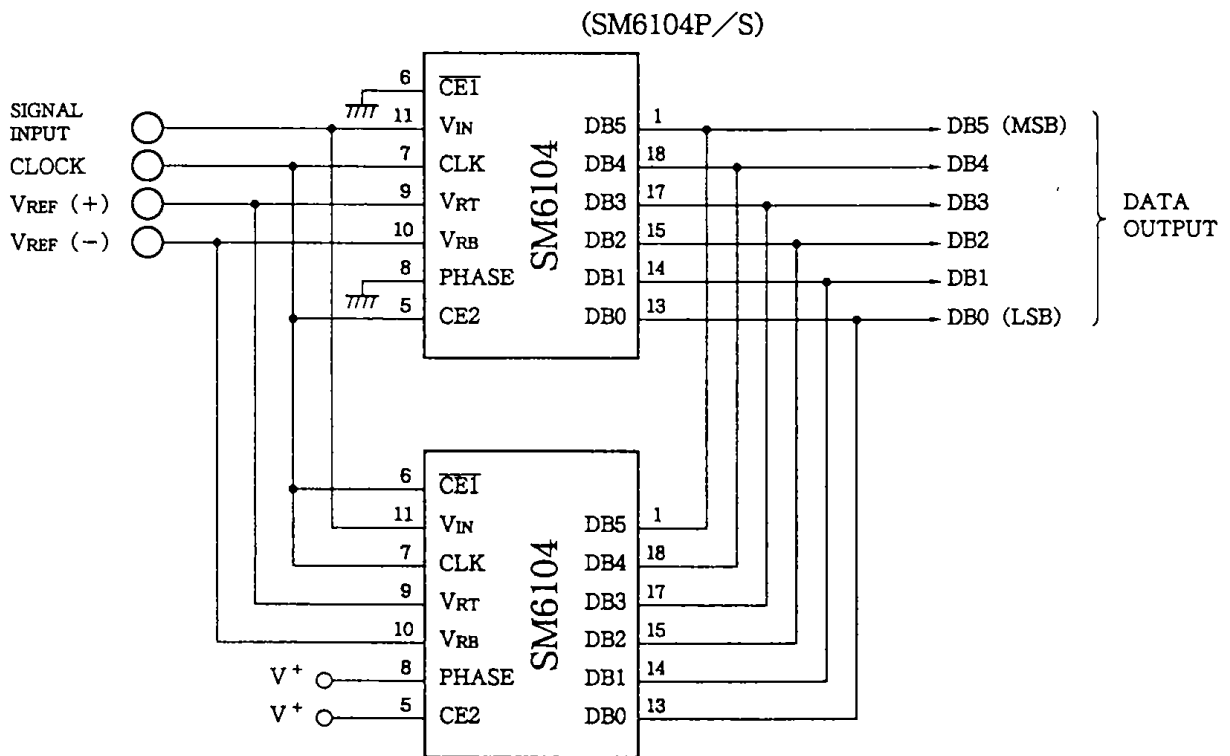 (SM6104P/S)
SIGNAL
INPUT
CLOCK
VREF (+)
VREF (-)
6 CE1
11 VIN
7 CLK
9 VRT
10 VRB
8 PHASE
5 CE2
SM6104
DB5 1
DB4 18
DB3 17
DB2 15
DB1 14
DB0 13
DB5 (MSB)
DB4
DB3
DB2
DB1
DB0 (LSB)
DATA
OUTPUT
6 CE1
11 VIN
7 CLK
9 VRT
10 VRB
V+ 8 PHASE
V+ 5 CE2
SM6104
DB5 1
DB4 18
DB3 17
DB2 15
DB1 14
DB0 13